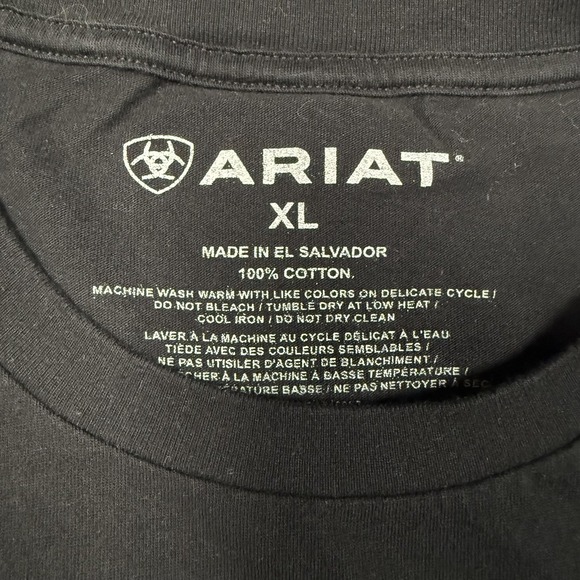 ARIAT®
XL
MADE IN EL SALVADOR
100% COTTON.
MACHINE WASH WARM WITH LIKE COLORS ON DELICATE CYCLE /
DO NOT BLEACH / TUMBLE DRY AT LOW HEAT /
COOL IRON / DO NOT DRY CLEAN
LAVER À LA MACHINE AU CYCLE DÉLICAT À L'EAU
TIÈDE AVEC DES COULEURS SEMBLABLES /
NE PAS UTISILER D'AGENT DE BLANCHIMENT /
À LA MACHINE À BASSE TEMPÉRATURE /
BASSE / NE PAS NETTOYER À SEC